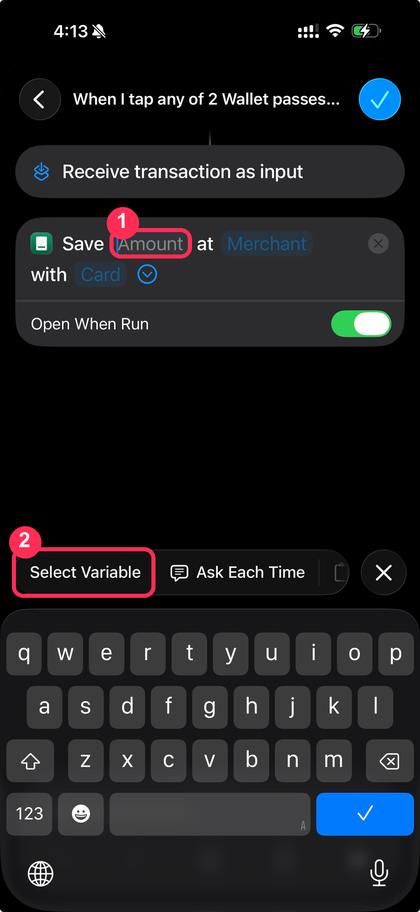 4:13
When I tap any of 2 Wallet passes...
Receive transaction as input
1
Save Amount at Merchant
with Card
Open When Run
2
Select Variable
Ask Each Time
q w e r t y u i o p
a s d f g h j k l
z x c v b n m
123
A